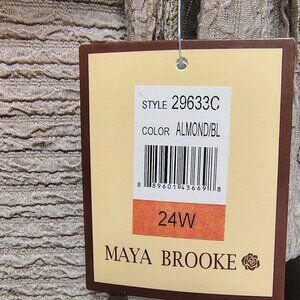 STYLE 29633C
COLOR ALMOND/BL
8 89601 43669 8
24W
MAYA BROOKE